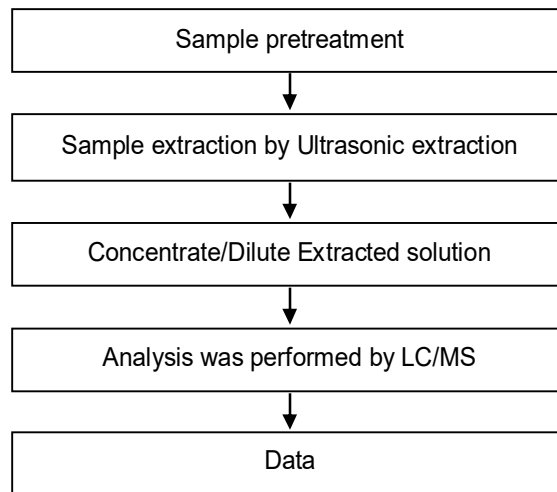 Sample pretreatment
Sample extraction by Ultrasonic extraction
Concentrate/Dilute Extracted solution
Analysis was performed by LC/MS
Data